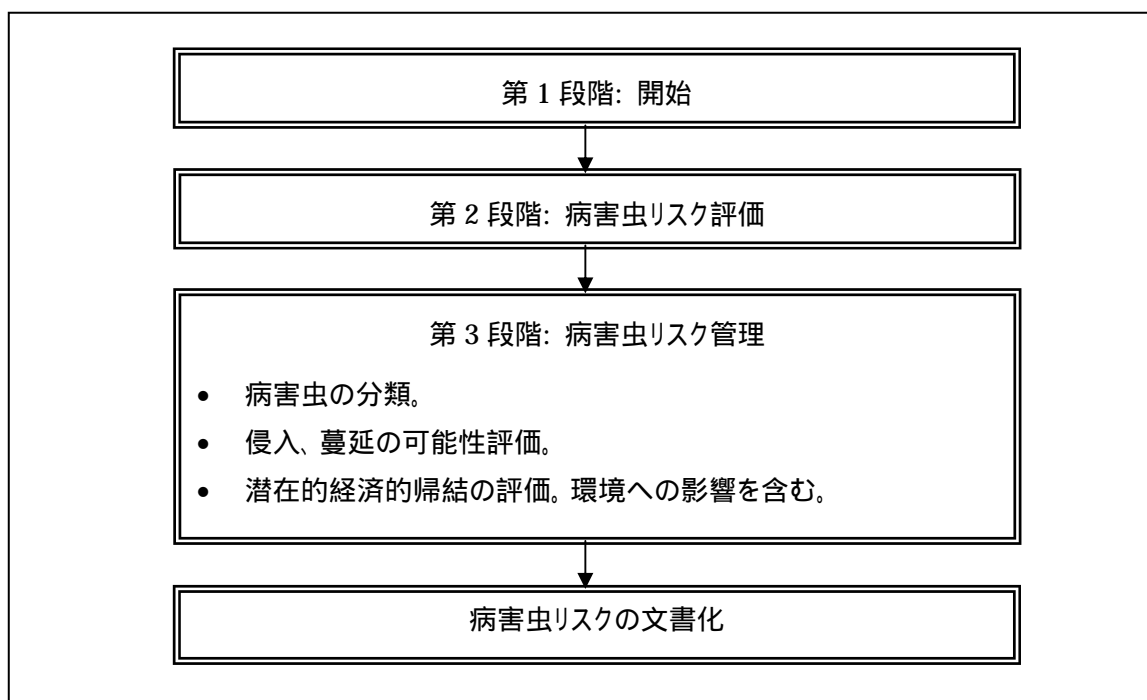 第 1 段階: 開始
第 2 段階: 病害虫リスク評価
第 3 段階: 病害虫リスク管理
• 病害虫の分類。
• 侵入、蔓延の可能性評価。
• 潜在的経済的帰結の評価。環境への影響を含む。
病害虫リスクの文書化